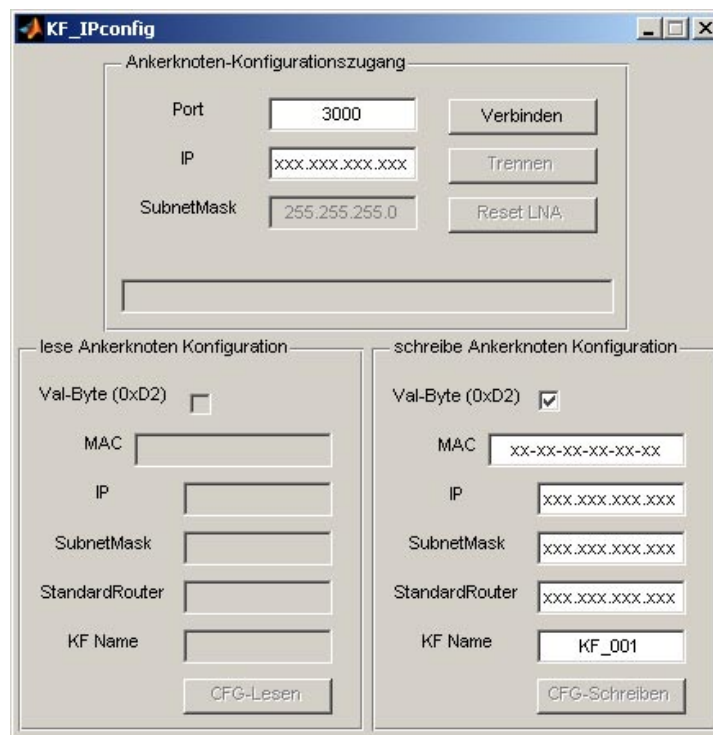 KF_IPconfig
Ankerknoten-Konfigurationszugang
Port 3000 Verbinden
IP xxx.xxx.xxx.xxx Trennen
SubnetMask 255.255.255.0 Reset LNA
lese Ankerknoten Konfiguration
Val-Byte (0xD2)
MAC
IP
SubnetMask
StandardRouter
KF Name
CFG-Lesen
schreibe Ankerknoten Konfiguration
Val-Byte (0xD2)
MAC xx-xx-xx-xx-xx-xx
IP xxx.xxx.xxx.xxx
SubnetMask xxx.xxx.xxx.xxx
StandardRouter xxx.xxx.xxx.xxx
KF Name KF_001
CFG-Schreiben